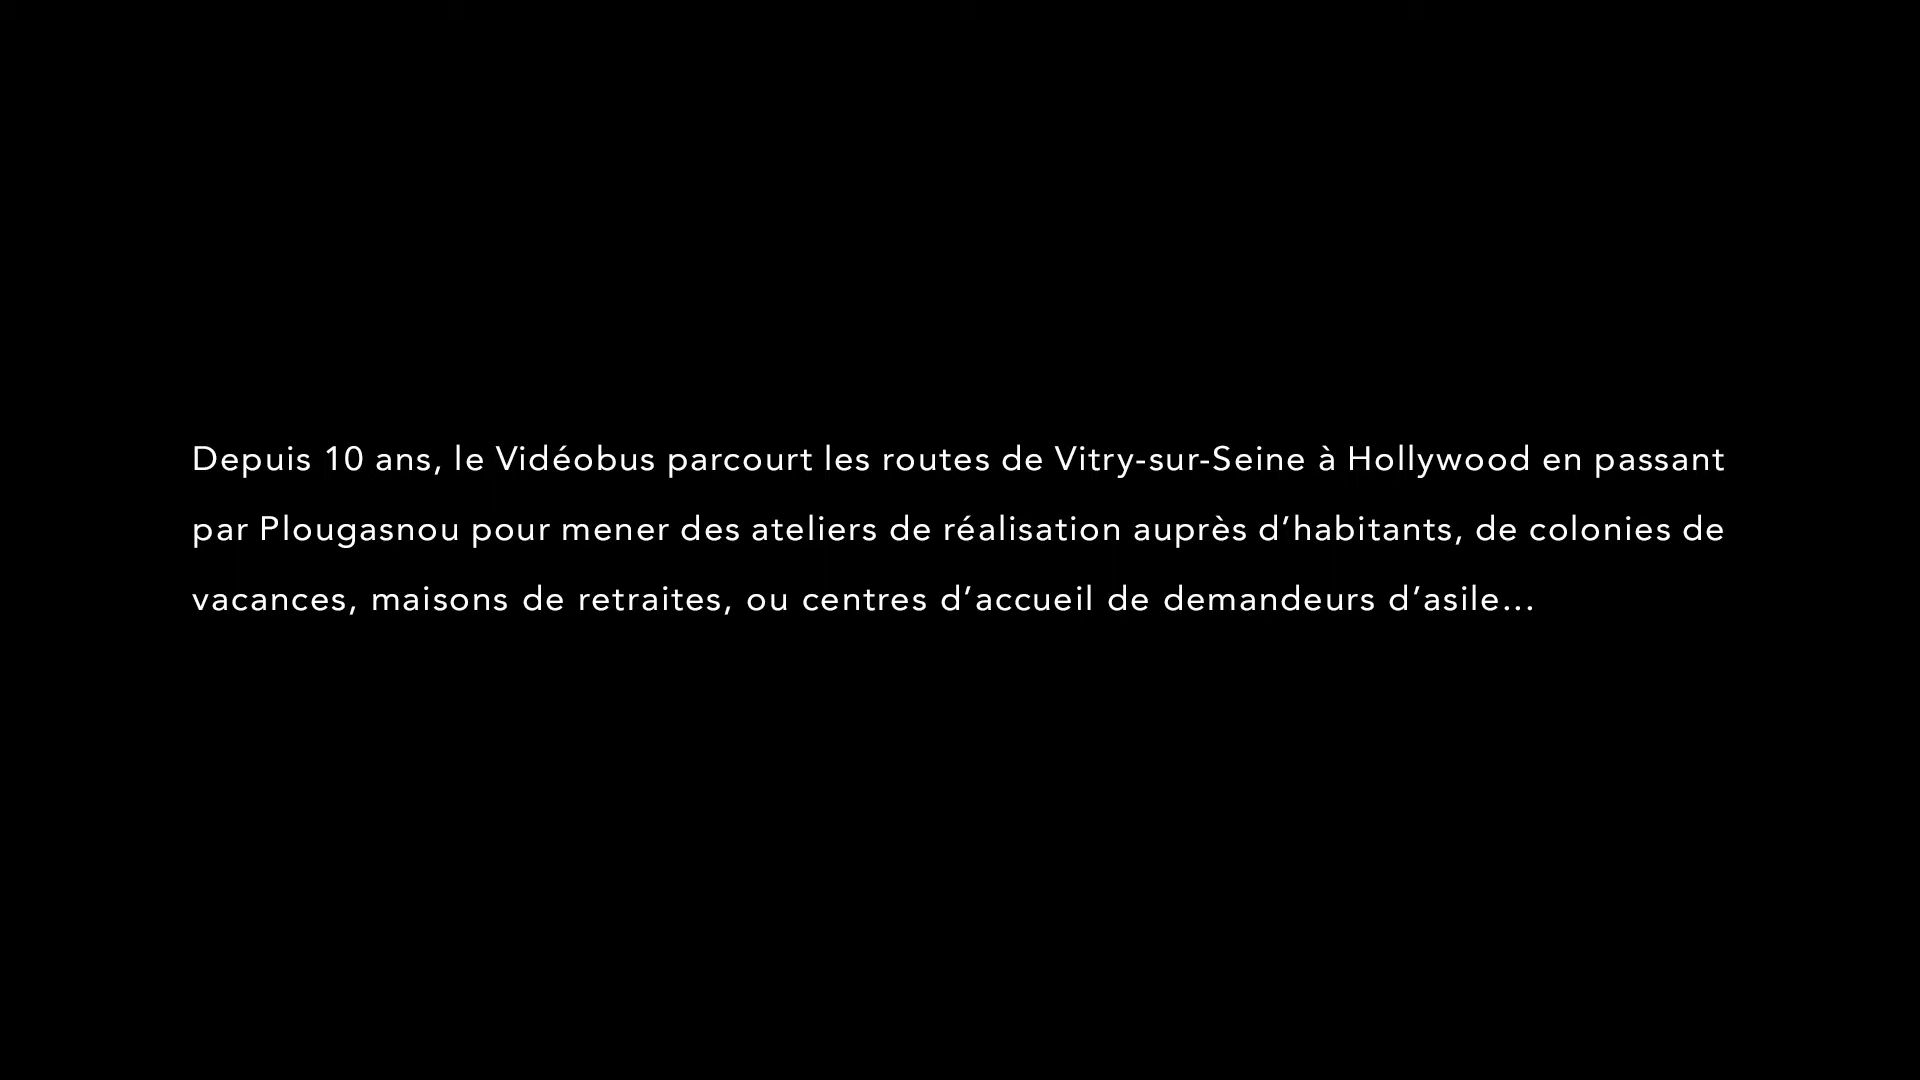 Depuis 10 ans, le Vidéobus parcourt les routes de Vitry-sur-Seine à Hollywood en passant
par Plougasnou pour mener des ateliers de réalisation auprès d’habitants, de colonies de
vacances, maisons de retraites, ou centres d’accueil de demandeurs d’asile…